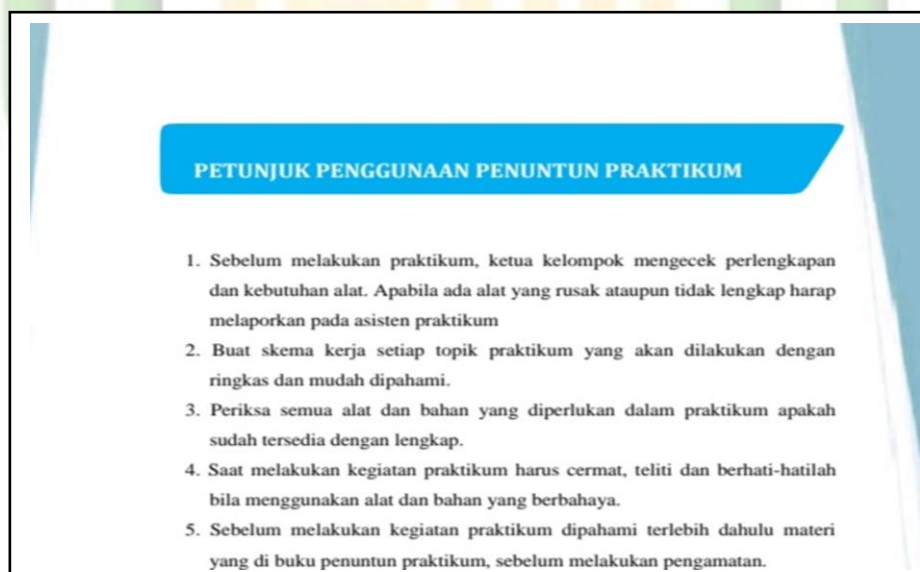 PETUNJUK PENGGUNAAN PENUNTUN PRAKTIKUM
1. Sebelum melakukan praktikum, ketua kelompok mengecek perlengkapan
dan kebutuhan alat. Apabila ada alat yang rusak ataupun tidak lengkap harap
melaporkan pada asisten praktikum
2. Buat skema kerja setiap topik praktikum yang akan dilakukan dengan
ringkas dan mudah dipahami.
3. Periksa semua alat dan bahan yang diperlukan dalam praktikum apakah
sudah tersedia dengan lengkap.
4. Saat melakukan kegiatan praktikum harus cermat, teliti dan berhati-hatilah
bila menggunakan alat dan bahan yang berbahaya.
5. Sebelum melakukan kegiatan praktikum dipahami terlebih dahulu materi
yang di buku penuntun praktikum, sebelum melakukan pengamatan.